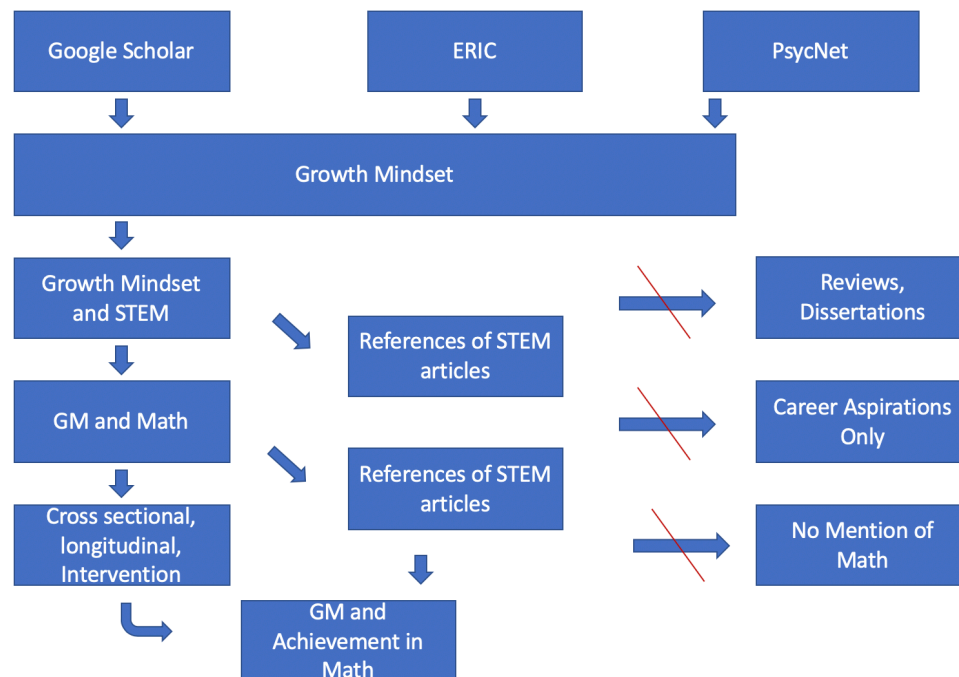 Google Scholar
ERIC
PsycNet
Growth Mindset
Growth Mindset
and STEM
References of STEM
articles
Reviews,
Dissertations
GM and Math
References of STEM
articles
Career Aspirations
Only
Cross sectional,
longitudinal,
Intervention
No Mention of
Math
GM and
Achievement in
Math